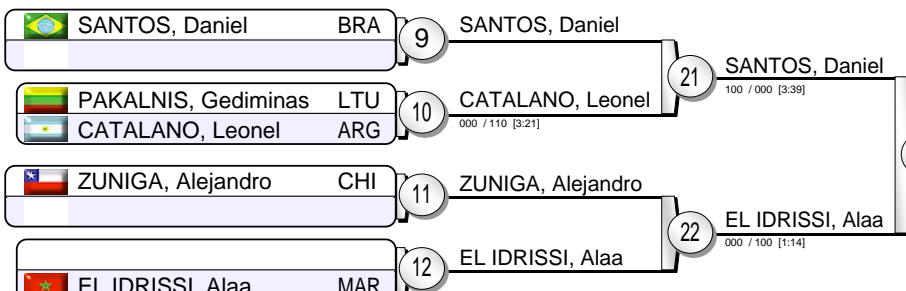 SANTOS, Daniel BRA
9
SANTOS, Daniel
PAKALNIS, Gediminas LTU
CATALANO, Leonel ARG
10
CATALANO, Leonel
000 / 110 [3:21]
21
SANTOS, Daniel
100 / 000 [3:39]
ZUNIGA, Alejandro CHI
11
ZUNIGA, Alejandro
EL IDRISSI, Alaa MAR
12
EL IDRISSI, Alaa
22
EL IDRISSI, Alaa
000 / 100 [1:14]